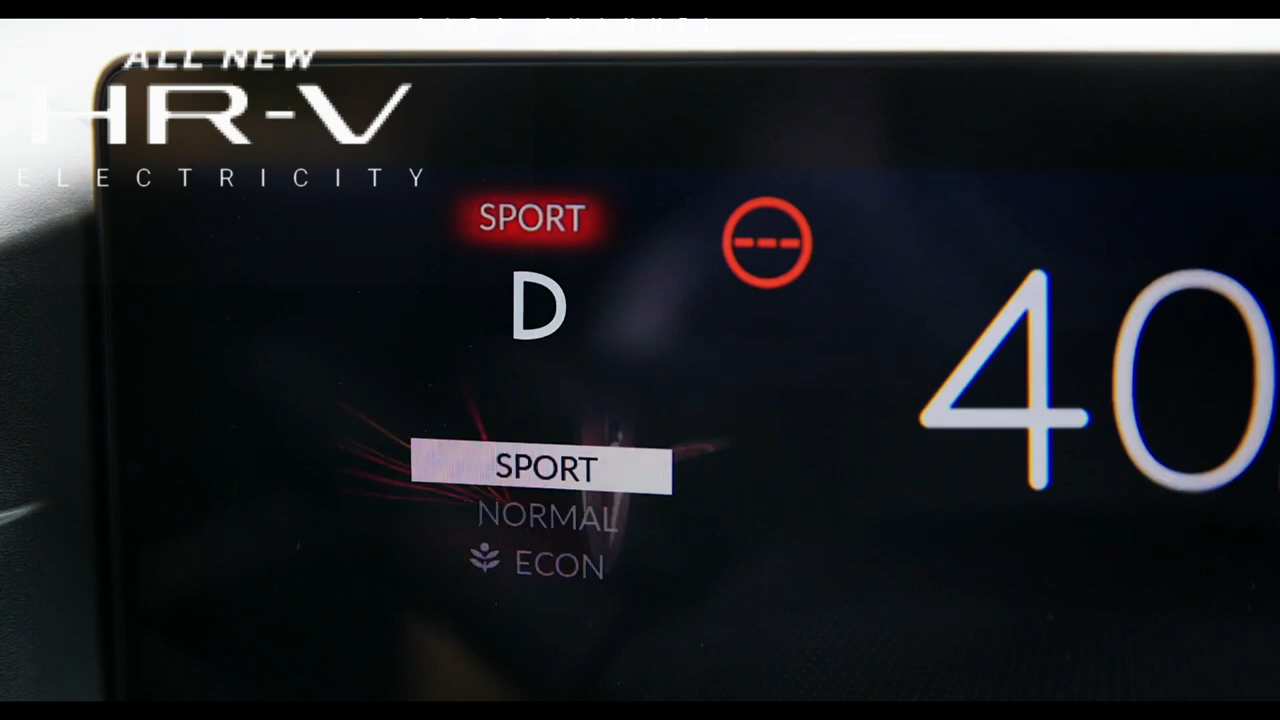 ALL NEW
HR-V
ELECTRICITY
SPORT
D
40
SPORT
NORMAL
ECON